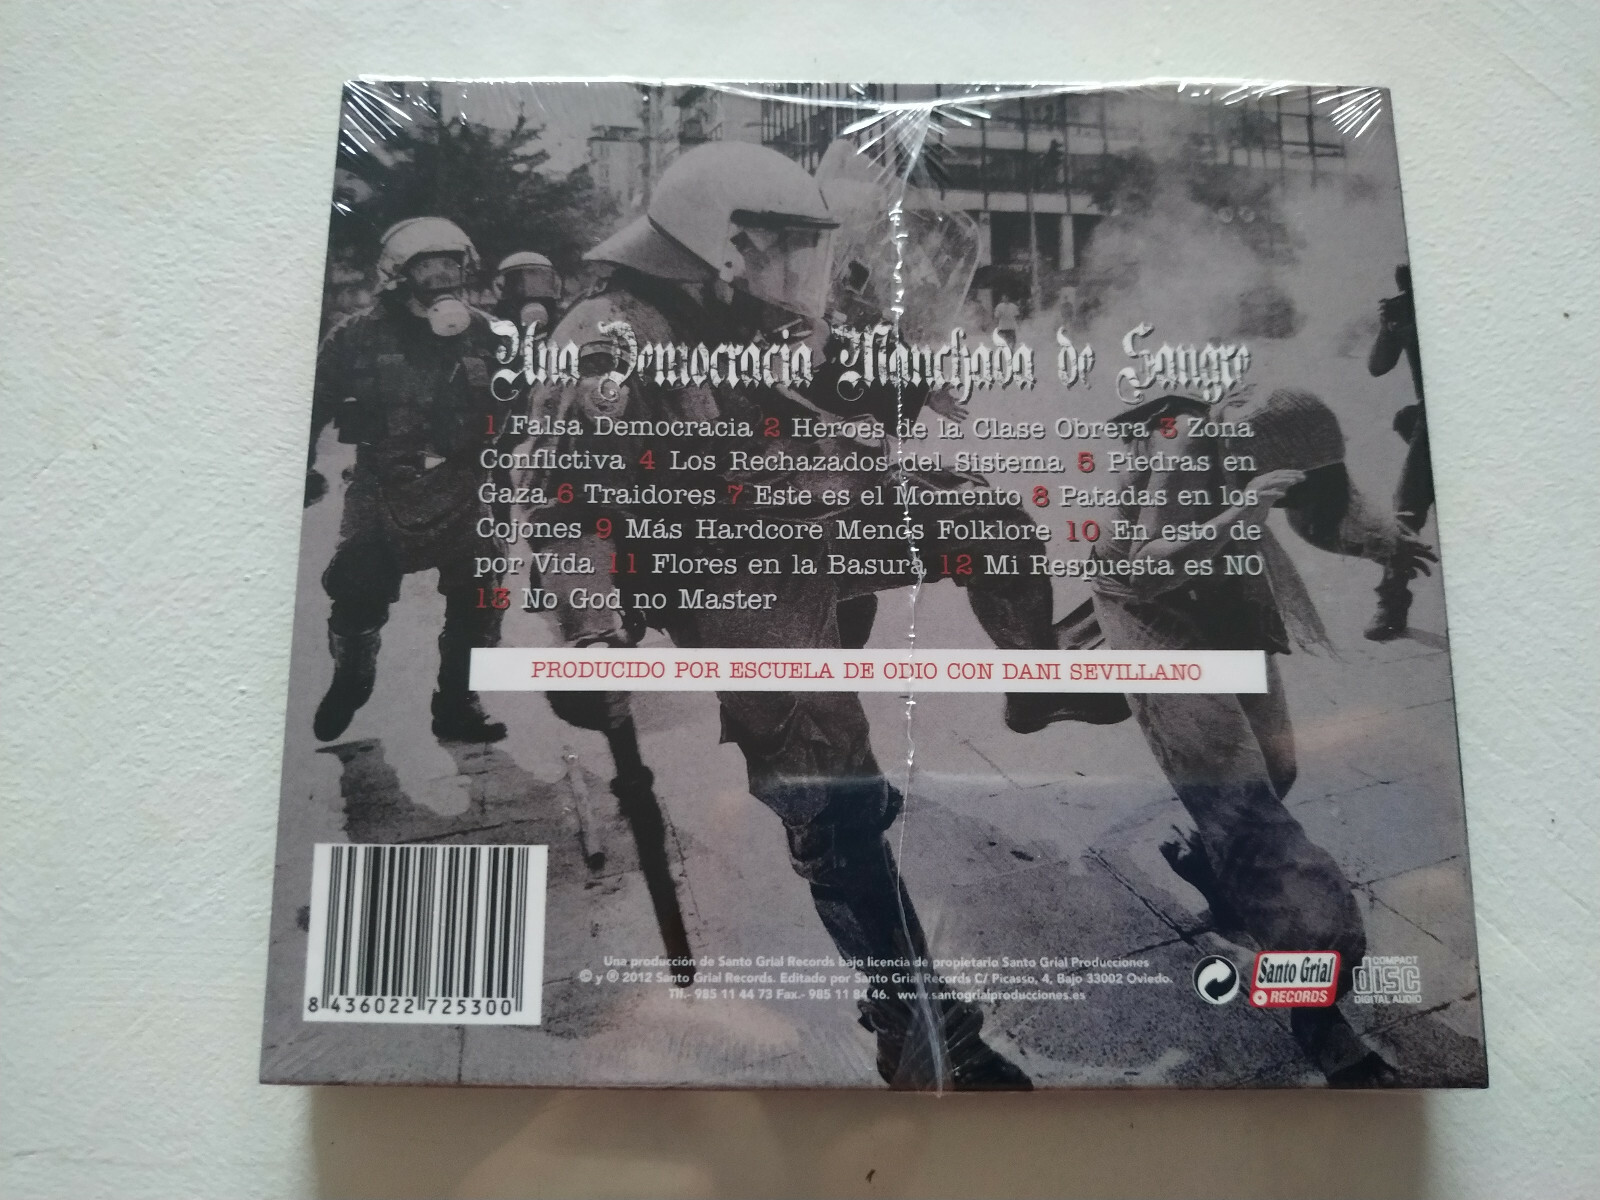 Una Democracia Manchada de Sangre
1 Falsa Democracia 2 Heroes de la Clase Obrera 3 Zona
Conflictiva 4 Los Rechazados del Sistema 5 Piedras en
Gaza 6 Traidores 7 Este es el Momento 8 Patadas en los
Cojones 9 Más Hardcore Menos Folklore 10 En esto de
por Vida 11 Flores en la Basura 12 Mi Respuesta es NO
13 No God no Master
PRODUCIDO POR ESCUELA DE ODIO CON DANI SEVILLANO
Una producción de Santo Grial Records bajo licencia de propietario Santo Grial Producciones
© y ® 2012 Santo Grial Records. Editado por Santo Grial Records C/ Picasso, 4, Bajo 33002 Oviedo.
Tlf.- 985 11 44 73 Fax.- 985 11 84 46. www.santogrialproducciones.es
8 436022 725300
Santo Grial
RECORDS
COMPACT
disc
DIGITAL AUDIO